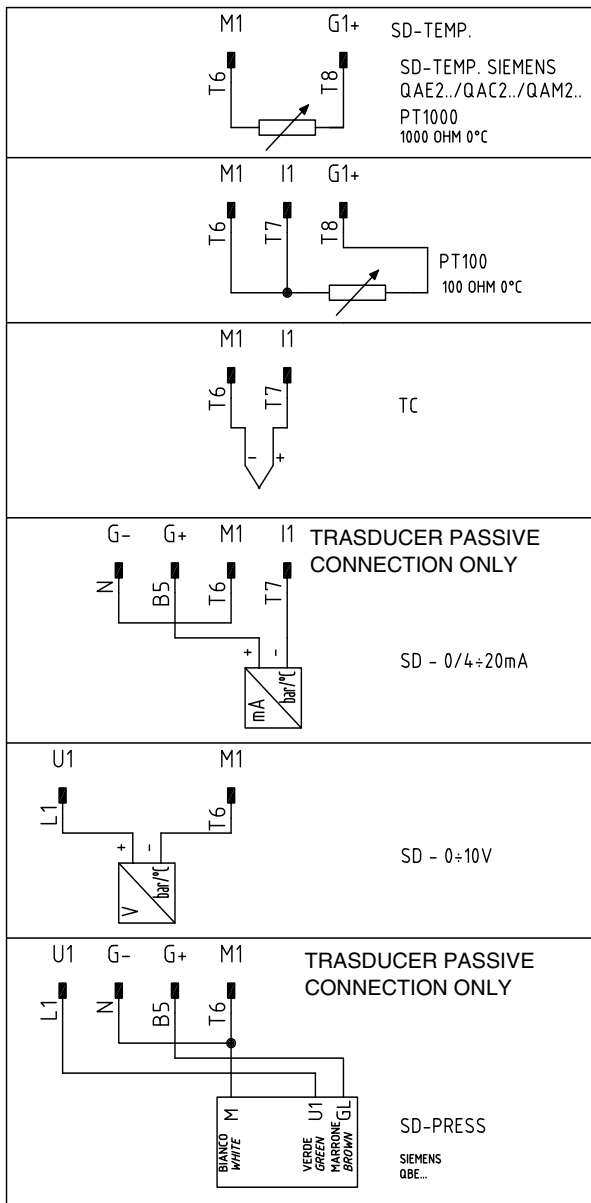 M1 G1+ SD-TEMP.
T6 T8
SD-TEMP. SIEMENS
QAE2../QAC2../QAM2..
PT1000
1000 OHM 0°C
M1 I1 G1+
T6 T7 T8
PT100
100 OHM 0°C
M1 I1
T6 T7
TC
- +
G- G+ M1 I1
TRASDUCER PASSIVE
CONNECTION ONLY
N B5 T6 T7
+ -
mA bar/°C
SD - 0/4÷20mA
U1 M1
L1 T6
+ -
V bar/°C
SD - 0÷10V
U1 G- G+ M1
TRASDUCER PASSIVE
CONNECTION ONLY
L1 N B5 T6
M U1 GL
BIANCO
WHITE
VERDE
GREEN
MARRONE
BROWN
SD-PRESS
SIEMENS
QBE...